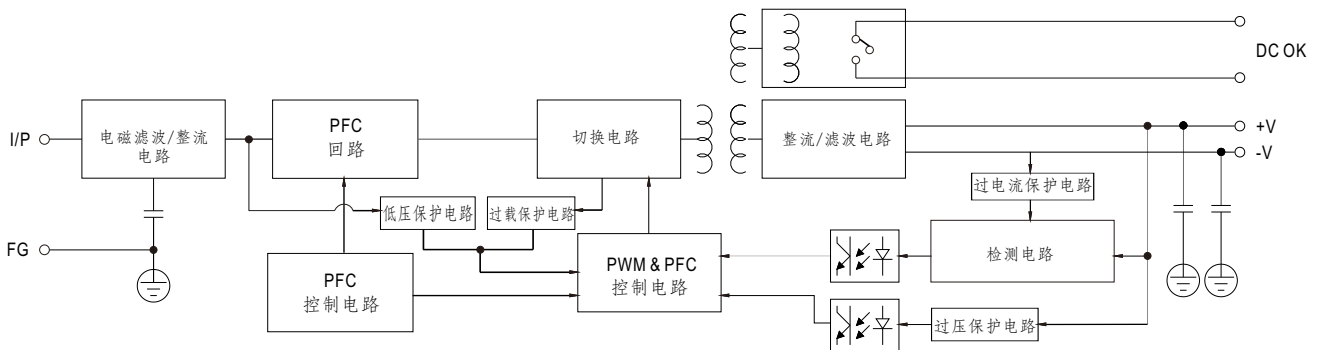 DC OK
I/P
电磁滤波/整流
电路
PFC
回路
切换电路
整流/滤波电路
+V
-V
过电流保护电路
低压保护电路
过载保护电路
FG
PFC
控制电路
PWM & PFC
控制电路
检测电路
过压保护电路